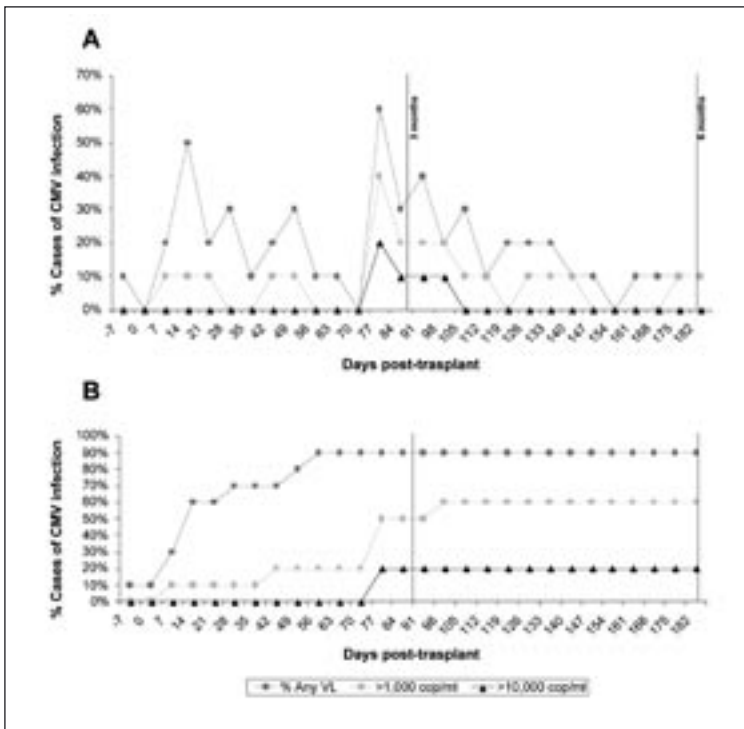 A
70%
60%
50%
40%
30%
20%
10%
0%
% Cases of CMV infection
3 months
6 months
-7 0 7 14 21 28 35 42 49 56 63 70 77 84 91 98 105 112 119 126 133 140 147 154 161 168 175 182
Days post-trasplant
B
100%
90%
80%
70%
60%
50%
40%
30%
20%
10%
0%
% Cases of CMV infection
-7 0 7 14 21 28 35 42 49 56 63 70 77 84 91 98 105 112 119 126 133 140 147 154 161 168 175 182
Days post-trasplant
% Any VL >1,000 cop/ml >10,000 cop/ml